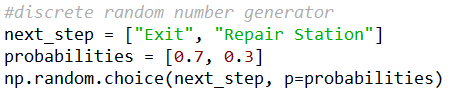 #discrete random number generator
next_step = ["Exit", "Repair Station"]
probabilities = [0.7, 0.3]
np.random.choice(next_step, p=probabilities)